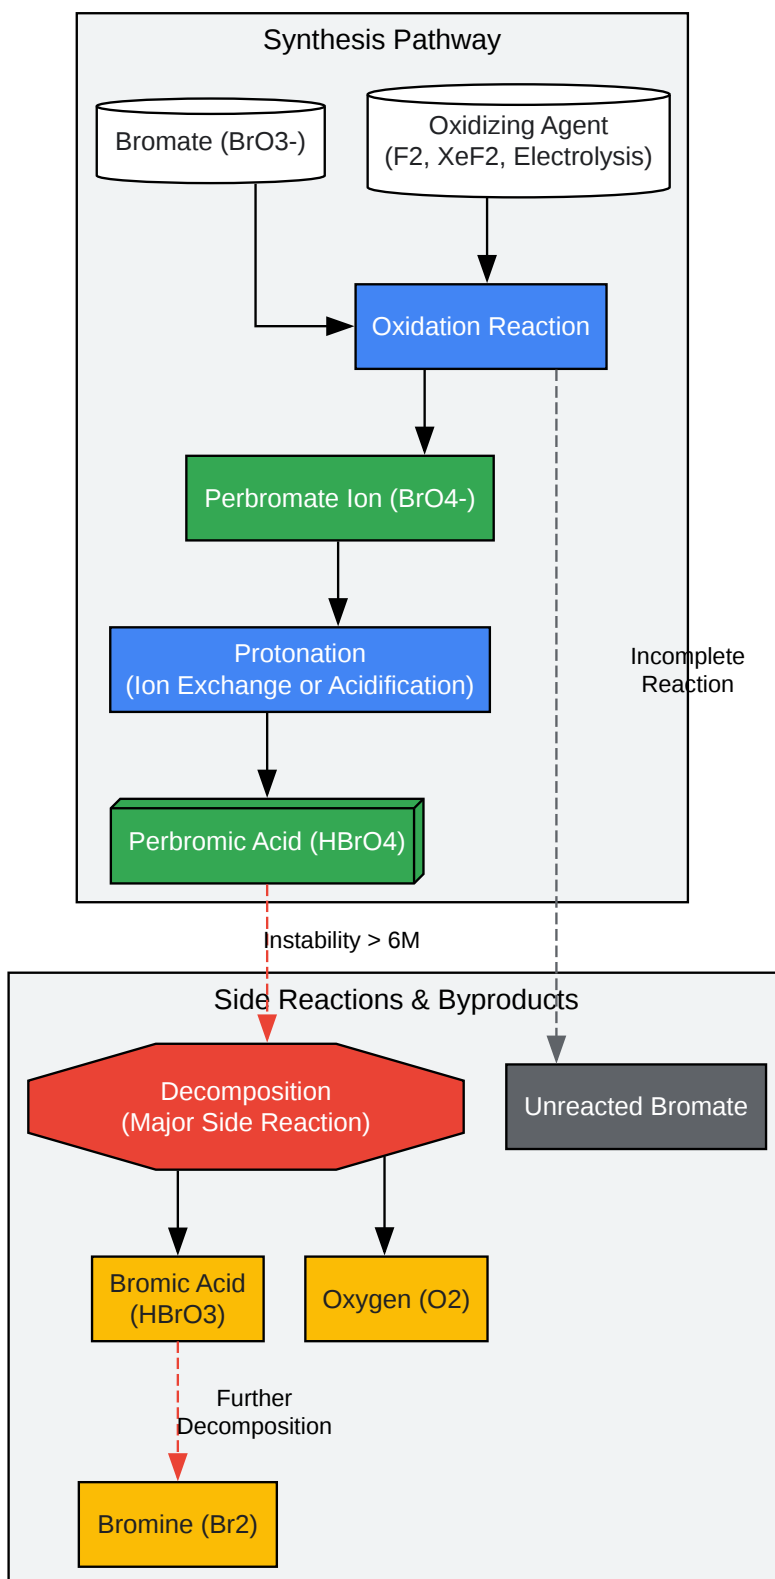 Synthesis Pathway
Bromate (BrO3-)
Oxidizing Agent
(F2, XeF2, Electrolysis)
Oxidation Reaction
Perbromate Ion (BrO4-)
Protonation
(Ion Exchange or Acidification)
Incomplete
Reaction
Perbromic Acid (HBrO4)
Instability > 6M
Side Reactions & Byproducts
Decomposition
(Major Side Reaction)
Unreacted Bromate
Bromic Acid
(HBrO3)
Oxygen (O2)
Further
Decomposition
Bromine (Br2)